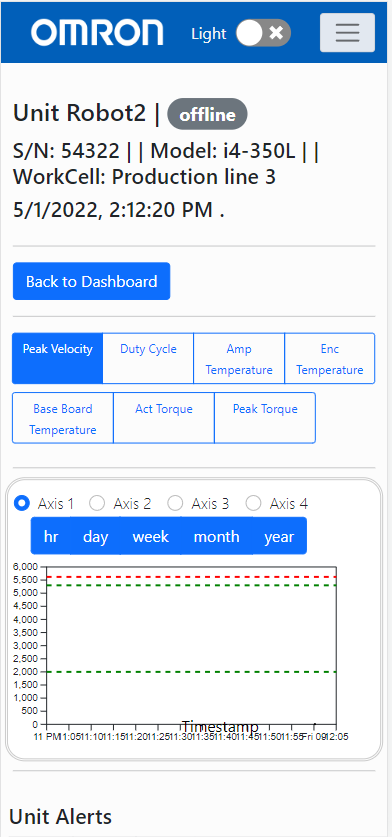 OMRON Light
Unit Robot2 | offline
S/N: 54322 | | Model: i4-350L | |
WorkCell: Production line 3
5/1/2022, 2:12:20 PM .
Back to Dashboard
Peak Velocity Duty Cycle Amp Temperature Enc Temperature
Base Board Temperature Act Torque Peak Torque
Axis 1 Axis 2 Axis 3 Axis 4
hr day week month year
6,000
5,500
5,000
4,500
4,000
3,500
3,000
2,500
2,000
1,500
1,000
500
0
Timestamp
11 PM 11:05 11:10 11:15 11:20 11:25 11:30 11:35 11:40 11:45 11:50 11:55 Fri 09 12:05
Unit Alerts